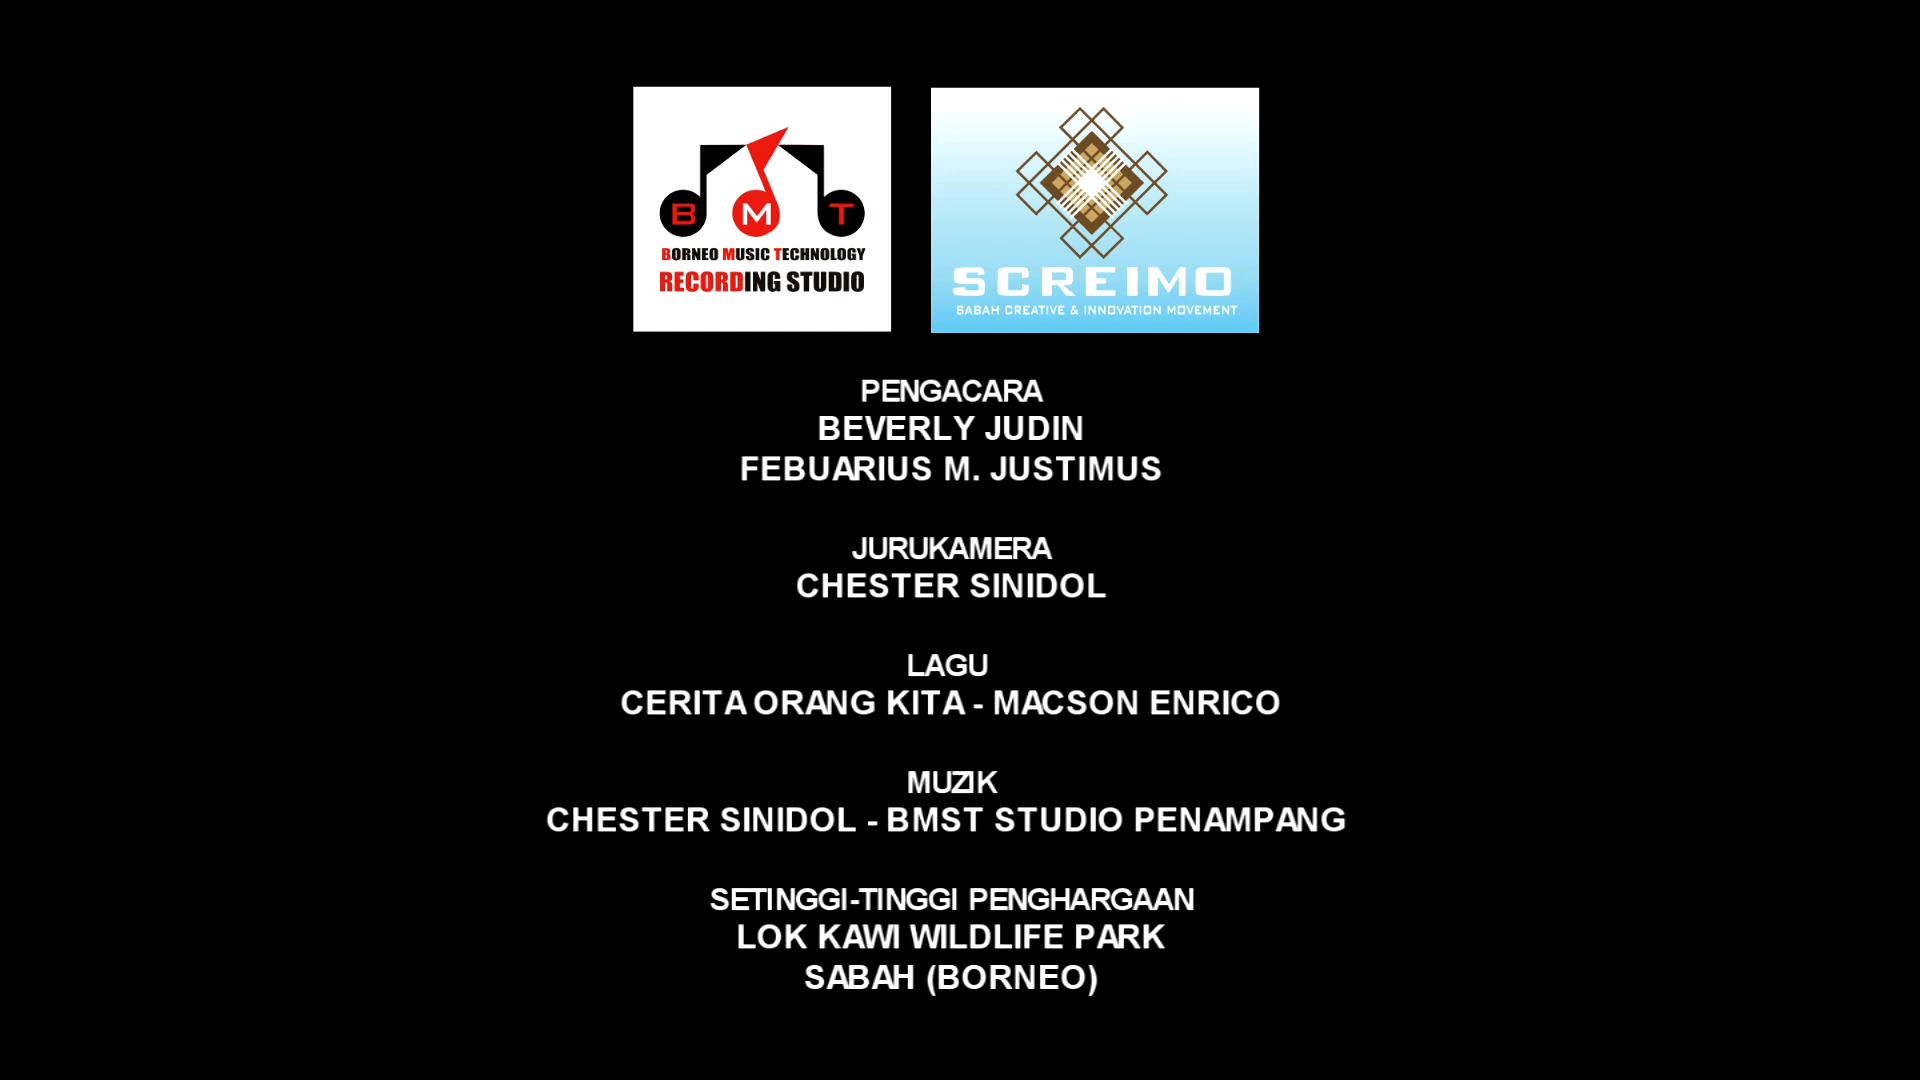 B M T
BORNEO MUSIC TECHNOLOGY
RECORDING STUDIO
SCREIMO
SABAH CREATIVE & INNOVATION MOVEMENT
PENGACARA
BEVERLY JUDIN
FEBUARIUS M. JUSTIMUS
JURUKAMERA
CHESTER SINIDOL
LAGU
CERITA ORANG KITA - MACSON ENRICO
MUZIK
CHESTER SINIDOL - BMST STUDIO PENAMPANG
SETINGGI-TINGGI PENGHARGAAN
LOK KAWI WILDLIFE PARK
SABAH (BORNEO)